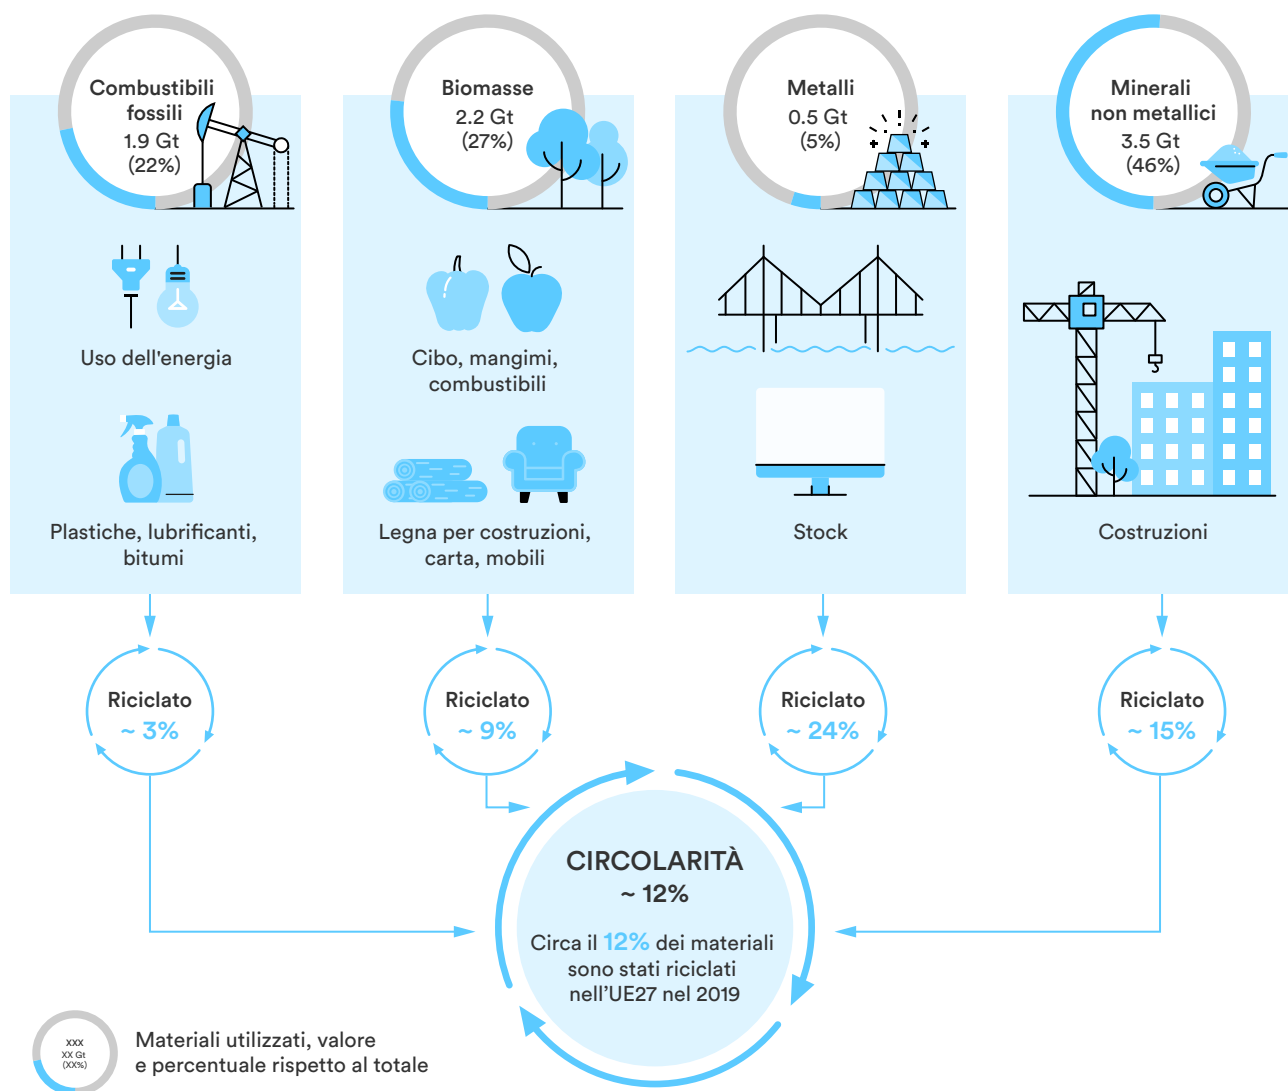 Combustibili
fossili
1.9 Gt
(22%)
Uso dell'energia
Plastiche, lubrificanti,
bitumi
Riciclato
~ 3%
Biomasse
2.2 Gt
(27%)
Cibo, mangimi,
combustibili
Legna per costruzioni,
carta, mobili
Riciclato
~ 9%
Metalli
0.5 Gt
(5%)
Stock
Riciclato
~ 24%
Minerali
non metallici
3.5 Gt
(46%)
Costruzioni
Riciclato
~ 15%
CIRCOLARITÀ
~ 12%
Circa il 12% dei materiali
sono stati riciclati
nell'UE27 nel 2019
XXX
XX Gt
(XX%)
Materiali utilizzati, valore
e percentuale rispetto al totale